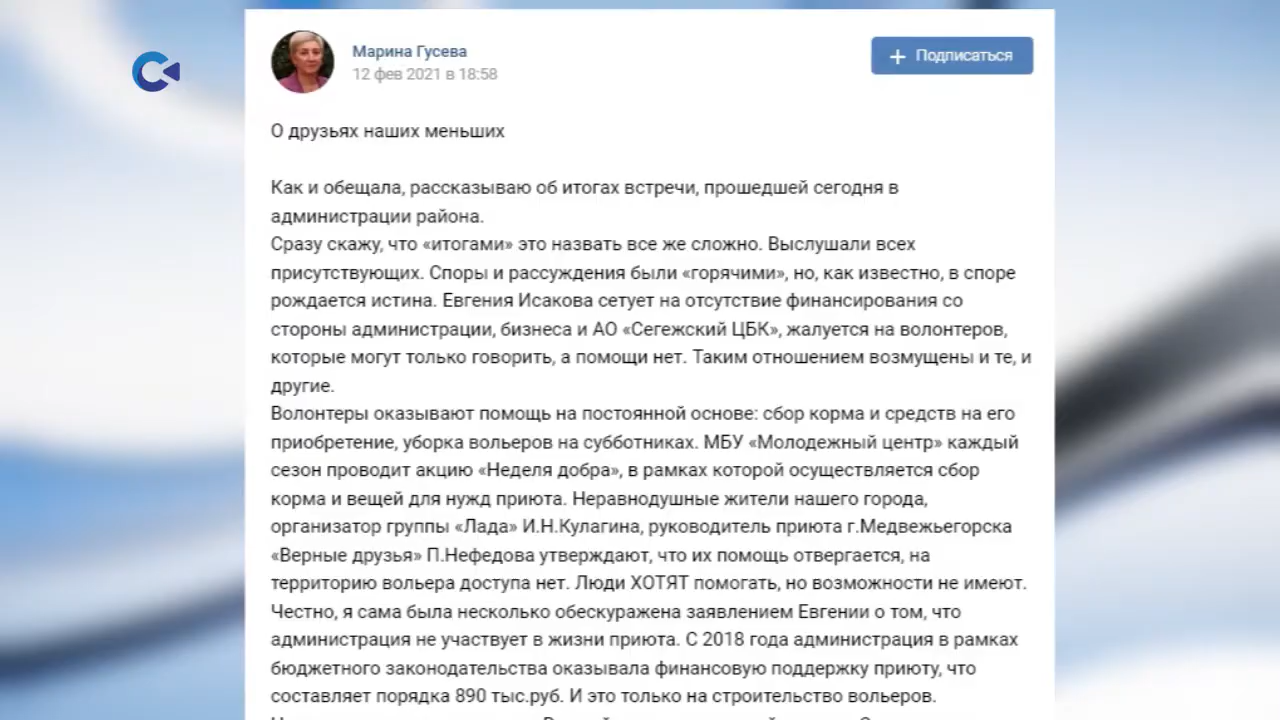 Марина Гусева
12 фев 2021 в 18:58
+ Подписаться
О друзьях наших меньших
Как и обещала, рассказываю об итогах встречи, прошедшей сегодня в
администрации района.
Сразу скажу, что «итогами» это назвать все же сложно. Выслушали всех
присутствующих. Споры и рассуждения были «горячими», но, как известно, в споре
рождается истина. Евгения Исакова сетует на отсутствие финансирования со
стороны администрации, бизнеса и АО «Сегежский ЦБК», жалуется на волонтеров,
которые могут только говорить, а помощи нет. Таким отношением возмущены и те, и
другие.
Волонтеры оказывают помощь на постоянной основе: сбор корма и средств на его
приобретение, уборка вольеров на субботниках. МБУ «Молодежный центр» каждый
сезон проводит акцию «Неделя добра», в рамках которой осуществляется сбор
корма и вещей для нужд приюта. Неравнодушные жители нашего города,
организатор группы «Лада» И.Н.Кулагина, руководитель приюта г.Медвежьегорска
«Верные друзья» П.Нефедова утверждают, что их помощь отвергается, на
территорию вольера доступа нет. Люди ХОТЯТ помогать, но возможности не имеют.
Честно, я сама была несколько обескуражена заявлением Евгении о том, что
администрация не участвует в жизни приюта. С 2018 года администрация в рамках
бюджетного законодательства оказывала финансовую поддержку приюту, что
составляет порядка 890 тыс.руб. И это только на строительство вольеров.